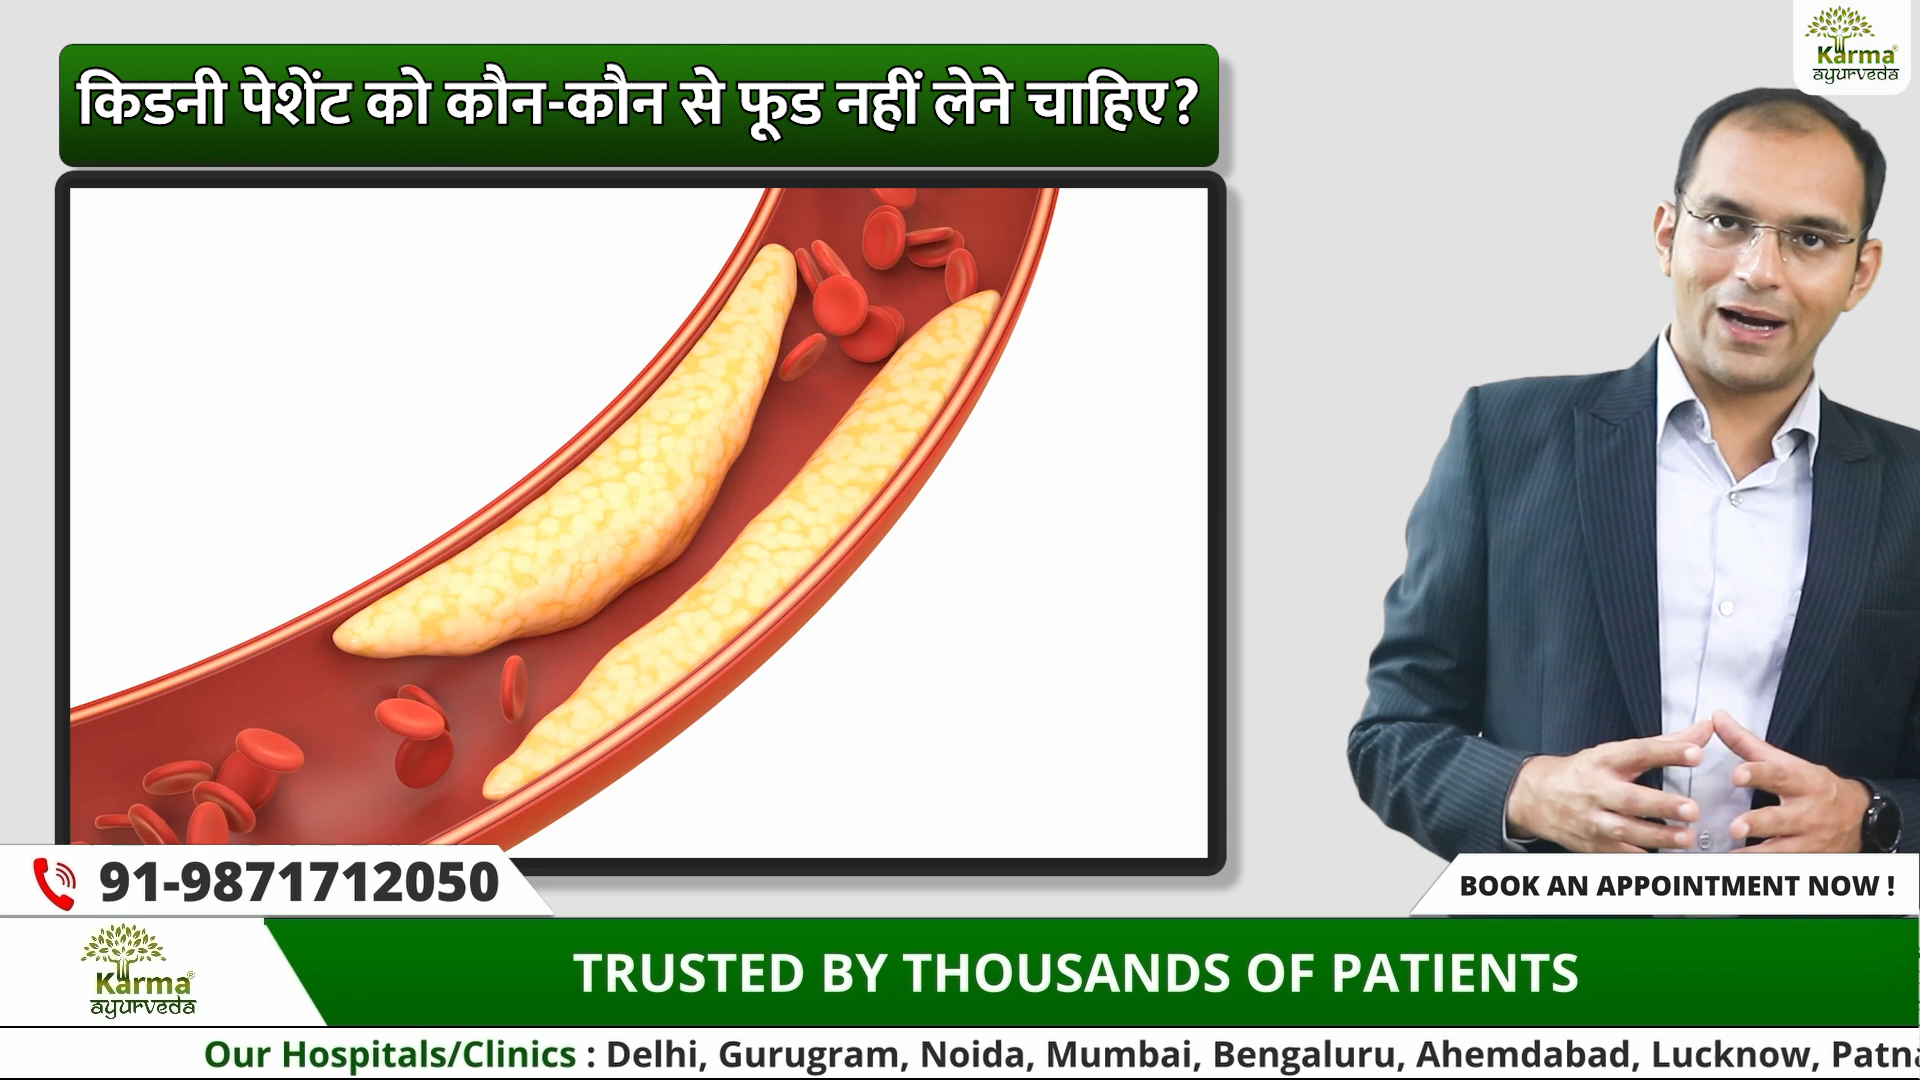 किडनी पेशेंट को कौन-कौन से फूड नहीं लेने चाहिए?
Karma®
ayurveda
91-9871712050
BOOK AN APPOINTMENT NOW !
Karma®
ayurveda
TRUSTED BY THOUSANDS OF PATIENTS
Our Hospitals/Clinics : Delhi, Gurugram, Noida, Mumbai, Bengaluru, Ahemdabad, Lucknow,